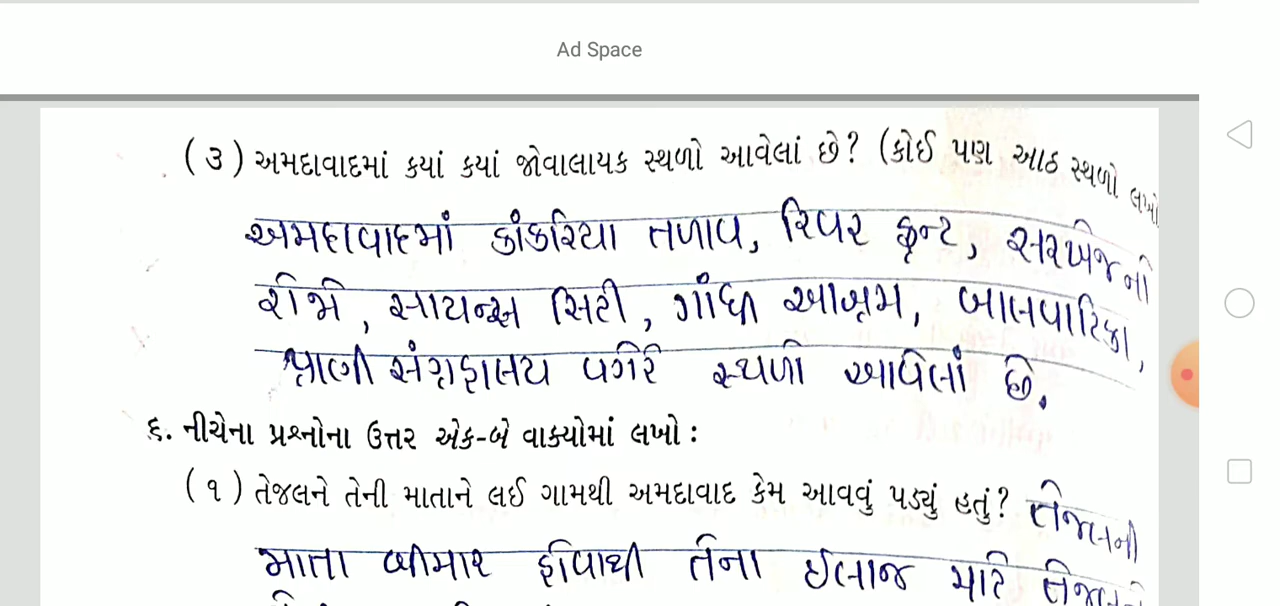 Ad Space
(૩) અમદાવાદમાં કયાં કયાં જોવાલાયક સ્થળો આવેલાં છે? (કોઈ પણ આઠ સ્થળો લખો
અમદાવાદમાં કાંકરિયા તળાવ, રિવર ફ્રન્ટ, સરખેજનો
રોજો, સાયન્સ સિટી, ગાંધી આશ્રમ, બાલવાટિકા,
પ્રાણી સંગ્રહાલય વગેરે સ્થળો આવેલાં છે.
૬. નીચેના પ્રશ્નોના ઉત્તર એક-બે વાક્યોમાં લખો :
(૧) તેજલને તેની માતાને લઈ ગામથી અમદાવાદ કેમ આવવું પડ્યું હતું? તેજલની
માતા બીમાર હોવાથી તેના ઈલાજ માટે